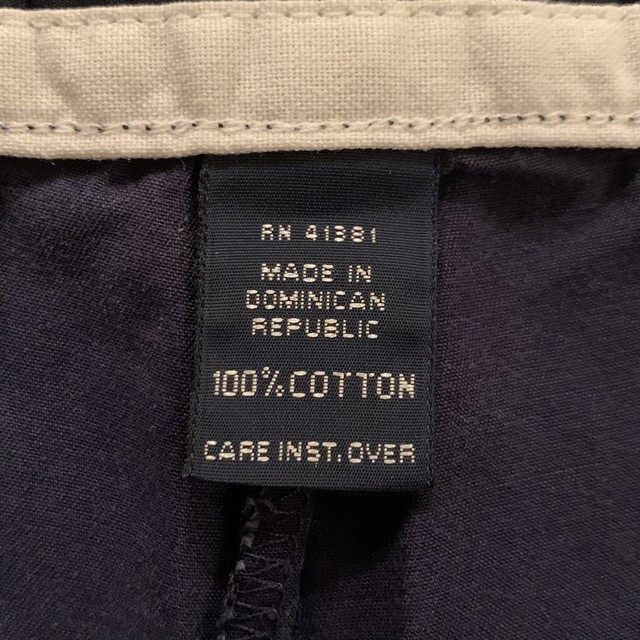 RN 41381
MADE IN
DOMINICAN
REPUBLIC
100% COTTON
CARE INST. OVER